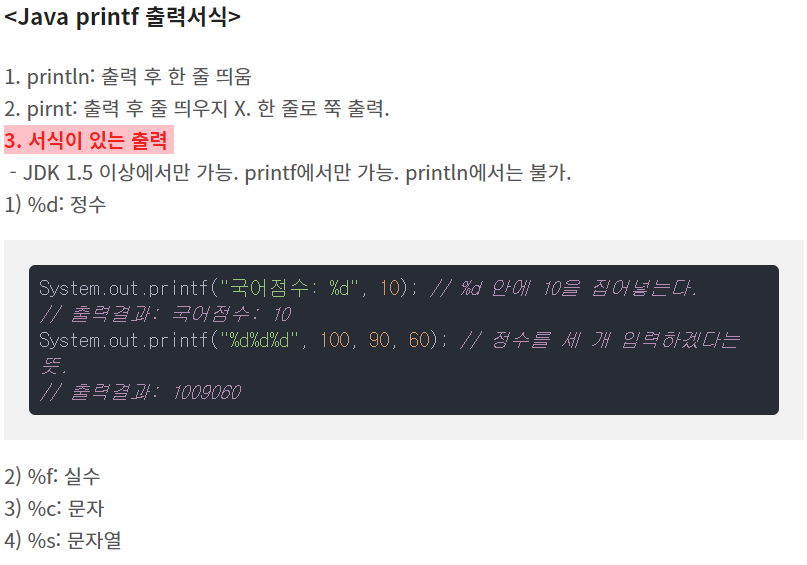 <Java printf 출력서식>
1. println: 출력 후 한 줄 띄움
2. pirnt: 출력 후 줄 띄우지 X. 한 줄로 쭉 출력.
3. 서식이 있는 출력
- JDK 1.5 이상에서만 가능. printf에서만 가능. println에서는 불가.
1) %d: 정수
System.out.printf("국어점수: %d", 10); // %d 안에 10을 집어넣는다.
// 출력결과: 국어점수: 10
System.out.printf("%d%d%d", 100, 90, 60); // 정수를 세 개 입력하겠다는
뜻.
// 출력결과: 1009060
2) %f: 실수
3) %c: 문자
4) %s: 문자열